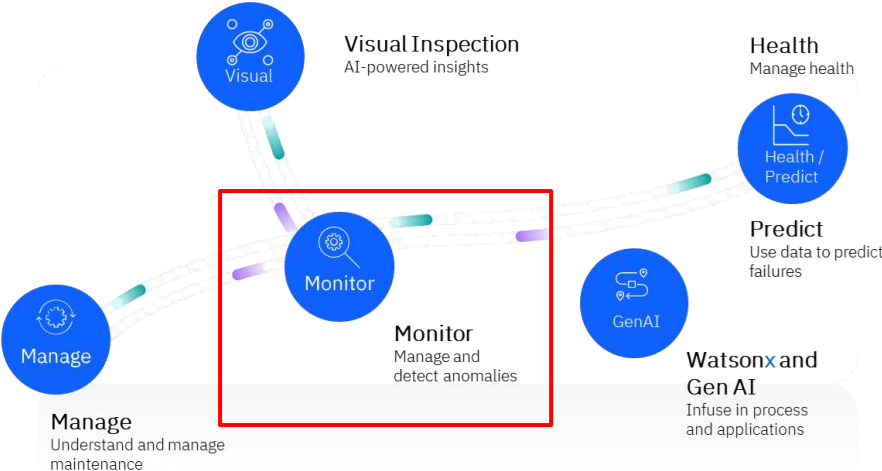 Visual
Visual Inspection
AI-powered insights
Health
Manage health
Health /
Predict
Predict
Use data to predict
failures
Monitor
Monitor
Manage and
detect anomalies
GenAI
Watsonx and
Gen AI
Infuse in process
and applications
Manage
Manage
Understand and manage
maintenance